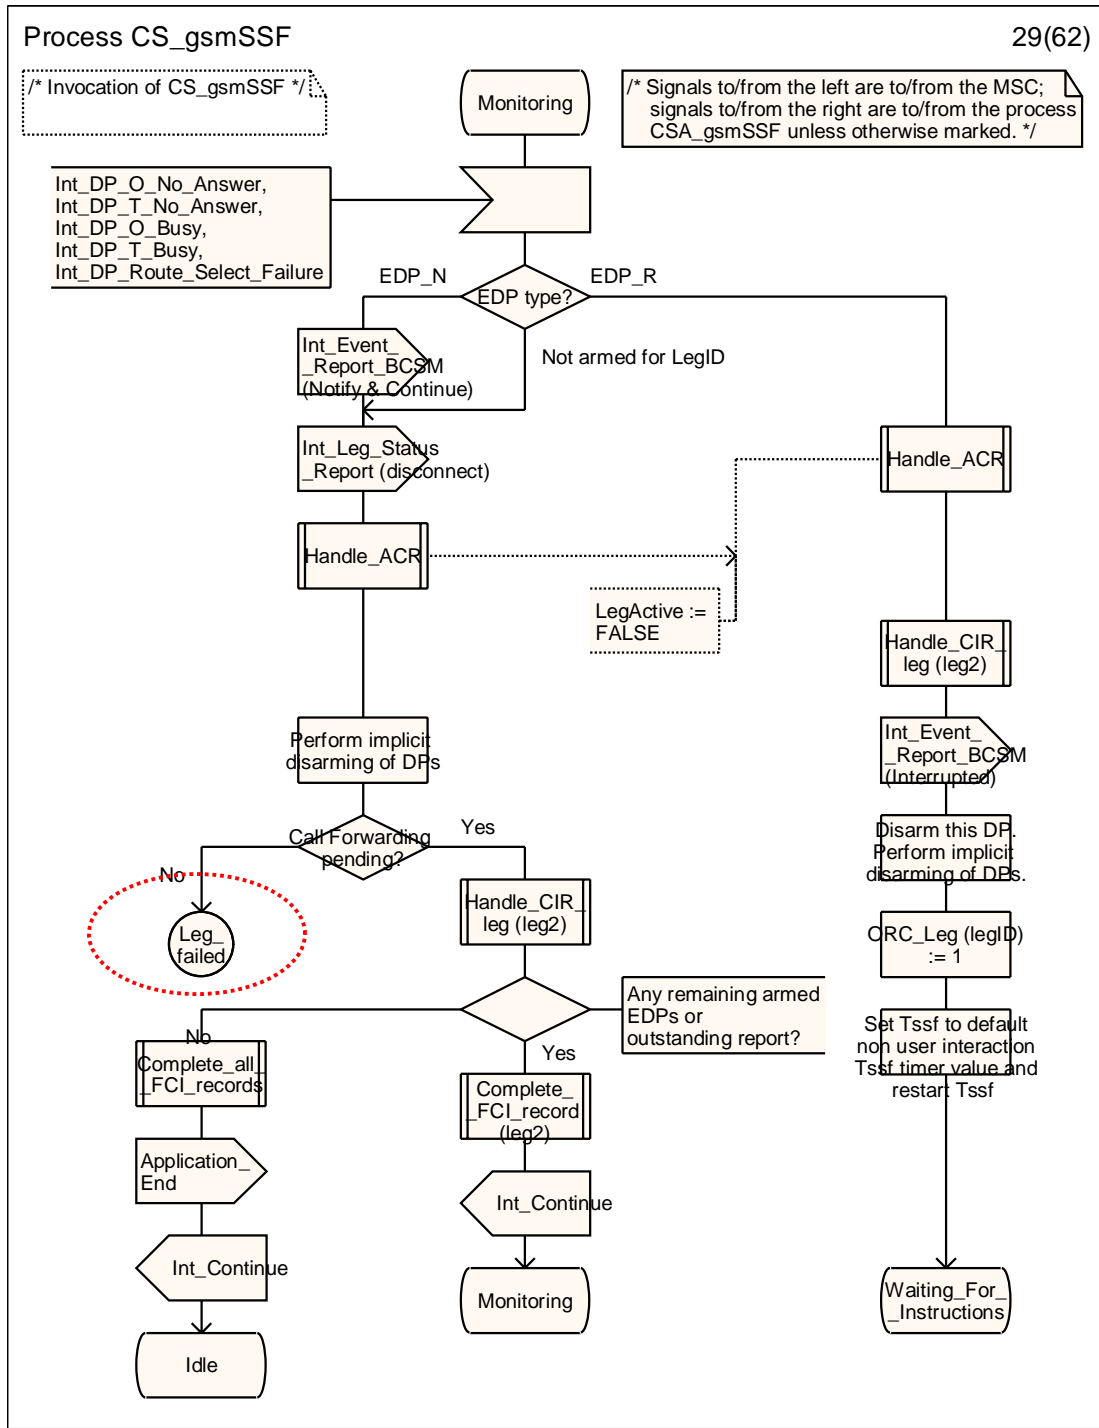 Process CS_gsmSSF
29(62)
/* Invocation of CS_gsmSSF */
Monitoring
/* Signals to/from the left are to/from the MSC;
signals to/from the right are to/from the process
CSA_gsmSSF unless otherwise marked. */
Int_DP_O_No_Answer,
Int_DP_T_No_Answer,
Int_DP_O_Busy,
Int_DP_T_Busy,
Int_DP_Route_Select_Failure
EDP_N
EDP type?
EDP_R
Int_Event_
_Report_BCSM
(Notify & Continue)
Not armed for LegID
Int_Leg_Status
_Report (disconnect)
Handle_ACR
Handle_ACR
LegActive :=
FALSE
Handle_CIR_
leg (leg2)
Perform implicit
disarming of DPs
Int_Event_
_Report_BCSM
(Interrupted)
Call Forwarding
pending?
Yes
No
Disarm this DP.
Perform implicit
disarming of DPs.
Handle_CIR_
leg (leg2)
Leg_
failed
ORC_Leg (legID)
:= 1
Any remaining armed
EDPs or
outstanding report?
No
Yes
Set Tssf to default
non user interaction
Tssf timer value and
restart Tssf
Complete_all_
_FCI_records
Complete_
_FCI_record
(leg2)
Application_
End
Int_Continue
Int_Continue
Monitoring
Waiting_For_
_Instructions
Idle